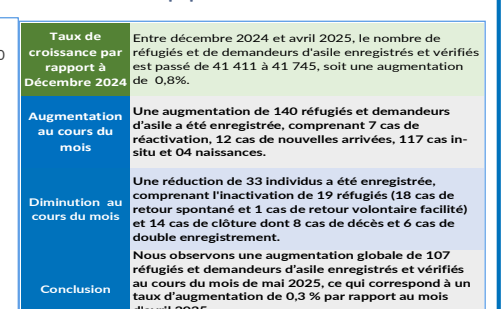 0
Taux de
croissance par
rapport à
Décembre 2024
Entre décembre 2024 et avril 2025, le nombre de
réfugiés et de demandeurs d'asile enregistrés et vérifiés
est passé de 41 411 à 41 745, soit une augmentation
de 0,8%.
Augmentation
au cours du
mois
Une augmentation de 140 réfugiés et demandeurs
d'asile a été enregistrée, comprenant 7 cas de
réactivation, 12 cas de nouvelles arrivées, 117 cas in-
situ et 04 naissances.
Diminution au
cours du mois
Une réduction de 33 individus a été enregistrée,
comprenant l'inactivation de 19 réfugiés (18 cas de
retour spontané et 1 cas de retour volontaire facilité)
et 14 cas de clôture dont 8 cas de décès et 6 cas de
double enregistrement.
Conclusion
Nous observons une augmentation globale de 107
réfugiés et demandeurs d'asile enregistrés et vérifiés
au cours du mois de mai 2025, ce qui correspond à un
taux d'augmentation de 0,3 % par rapport au mois
d'avril 2025